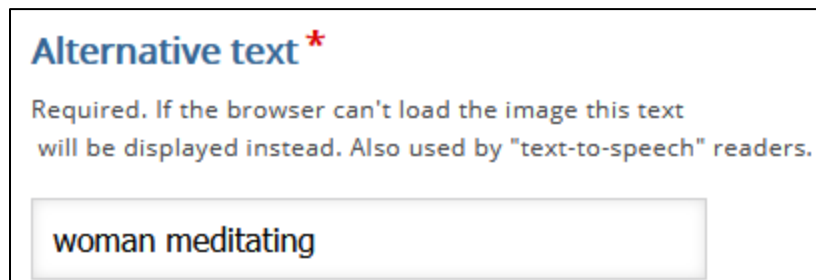 Alternative text *
Required. If the browser can't load the image this text
will be displayed instead. Also used by "text-to-speech" readers.
woman meditating